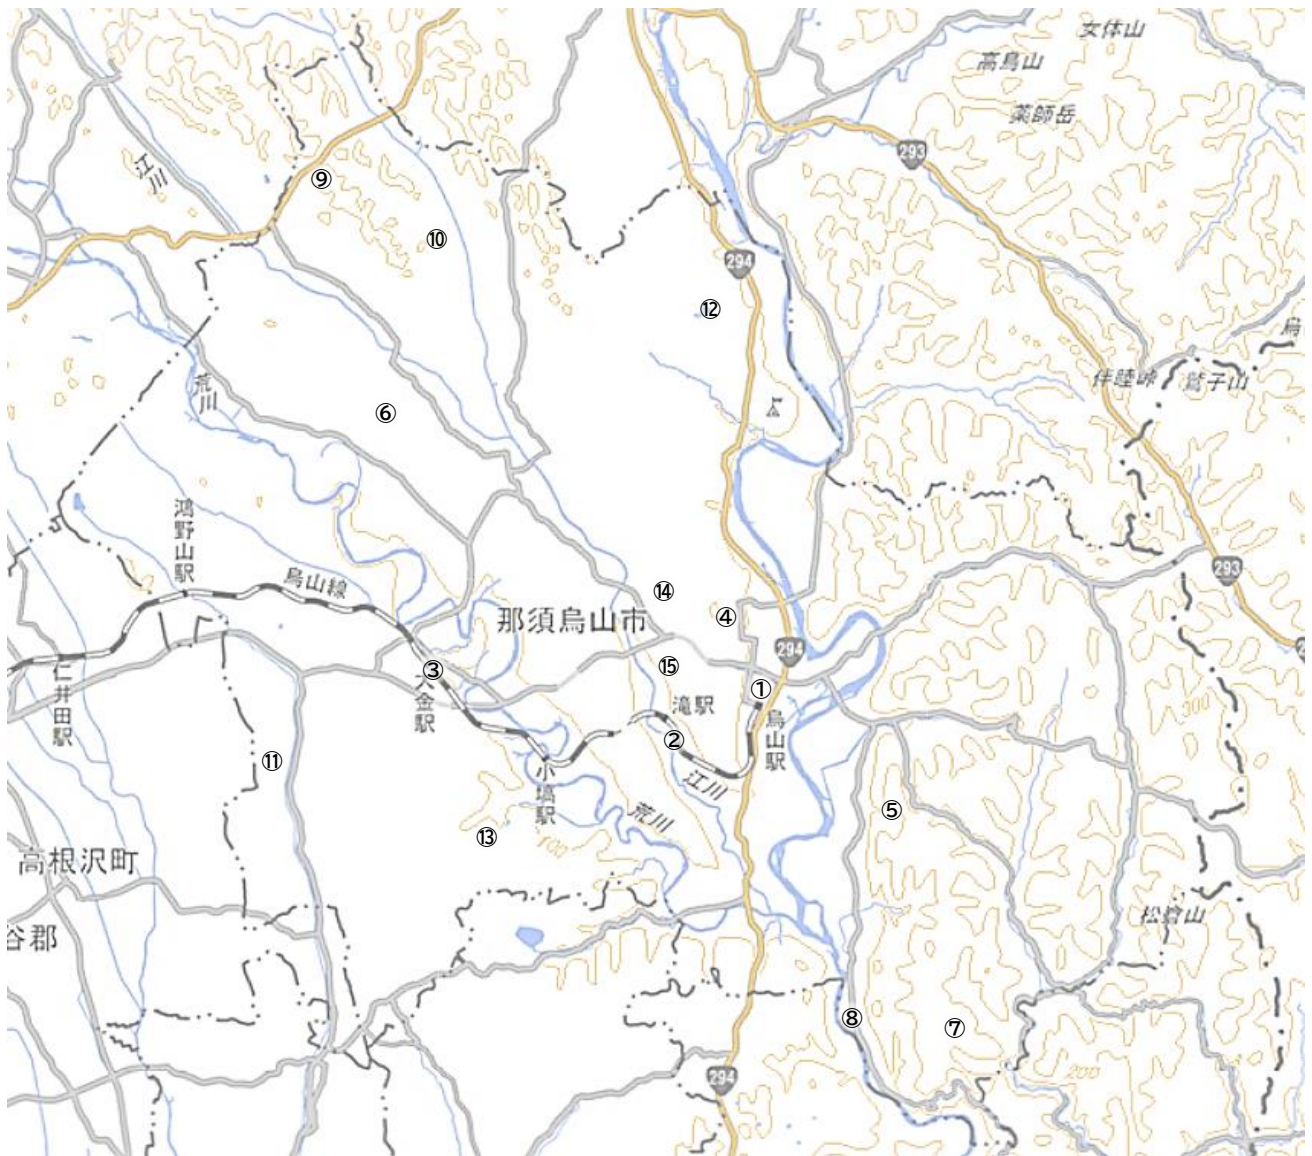 女体山
高鳥山
薬師岳
293
江川
⑨
⑩
294
⑫
伴睦峠
鷲子山
荒川
⑥
鴻野山駅
烏山線
293
⑭
那須烏山市
④
294
⑮
③
大金駅
滝駅
①
烏山駅
仁井田駅
②
⑪
江川
小塙駅
荒川
⑤
⑬
100
300
高根沢町
谷郡
松倉山
⑧
⑦
200
294